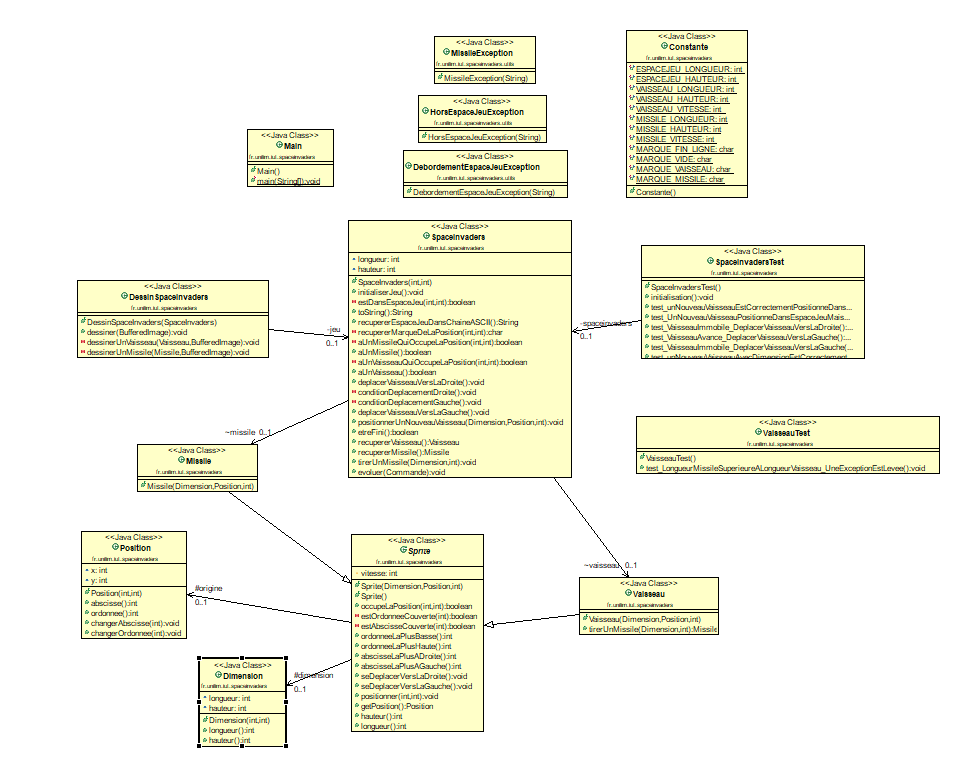 <<Java Class>>
MissileException
fr.unilim.iut.spaceinvaders.utils
MissileException(String)
<<Java Class>>
HorsEspaceJeuException
fr.unilim.iut.spaceinvaders.utils
HorsEspaceJeuException(String)
<<Java Class>>
DebordementEspaceJeuException
fr.unilim.iut.spaceinvaders.utils
DebordementEspaceJeuException(String)
<<Java Class>>
Constante
fr.unilim.iut.spaceinvaders
ESPACEJEU_LONGUEUR: int
ESPACEJEU_HAUTEUR: int
VAISSEAU_LONGUEUR: int
VAISSEAU_HAUTEUR: int
VAISSEAU_VITESSE: int
MISSILE_LONGUEUR: int
MISSILE_HAUTEUR: int
MISSILE_VITESSE: int
MARQUE_FIN_LIGNE: char
MARQUE_VIDE: char
MARQUE_VAISSEAU: char
MARQUE_MISSILE: char
Constante()
<<Java Class>>
Main
fr.unilim.iut.spaceinvaders
Main()
main(String[]):void
<<Java Class>>
SpaceInvaders
fr.unilim.iut.spaceinvaders
longueur: int
hauteur: int
SpaceInvaders(int,int)
initialiserJeu():void
estDansEspaceJeu(int,int):boolean
toString():String
recupererEspaceJeuDansChaineASCII():String
recupererMarqueDeLaPosition(int,int):char
aUnMissileQuiOccupeLaPosition(int,int):boolean
aUnMissile():boolean
aUnVaisseauQuiOccupeLaPosition(int,int):boolean
aUnVaisseau():boolean
deplacerVaisseauVersLaDroite():void
conditionDeplacementDroite():void
conditionDeplacementGauche():void
deplacerVaisseauVersLaGauche():void
positionnerUnNouveauVaisseau(Dimension,Position,int):void
etreFini():boolean
recupererVaisseau():Vaisseau
recupererMissile():Missile
tirerUnMissile(Dimension,int):void
evoluer(Commande):void
<<Java Class>>
SpaceInvadersTest
fr.unilim.iut.spaceinvaders
SpaceInvadersTest()
initialisation():void
test_unNouveauVaisseauEstCorrectementPositionneDans...
test_UnNouveauVaisseauPositionneDansEspaceJeuMais...
test_VaisseauImmobile_DeplacerVaisseauVersLaDroite():...
test_VaisseauAvance_DeplacerVaisseauVersLaGauche():...
test_VaisseauImmobile_DeplacerVaisseauVersLaGauche(...
test_unNouveauVaisseauAvecDimensionEstCorrectement...
-spaceinvaders
0..1
<<Java Class>>
DessinSpaceInvaders
fr.unilim.iut.spaceinvaders
DessinSpaceInvaders(SpaceInvaders)
dessiner(BufferedImage):void
dessinerUnVaisseau(Vaisseau,BufferedImage):void
dessinerUnMissile(Missile,BufferedImage):void
-jeu
0..1
<<Java Class>>
VaisseauTest
fr.unilim.iut.spaceinvaders
VaisseauTest()
test_LongueurMissileSuperieureALongueurVaisseau_UneExceptionEstLevee():void
~missile 0..1
<<Java Class>>
Missile
fr.unilim.iut.spaceinvaders
Missile(Dimension,Position,int)
<<Java Class>>
Position
fr.unilim.iut.spaceinvaders
x: int
y: int
Position(int,int)
abscisse():int
ordonnee():int
changerAbscisse(int):void
changerOrdonnee(int):void
#origine
0..1
<<Java Class>>
Sprite
fr.unilim.iut.spaceinvaders
vitesse: int
Sprite(Dimension,Position,int)
Sprite()
occupeLaPosition(int,int):boolean
estOrdonneeCouverte(int):boolean
estAbscisseCouverte(int):boolean
ordonneeLaPlusBasse():int
ordonneeLaPlusHaute():int
abscisseLaPlusADroite():int
abscisseLaPlusAGauche():int
seDeplacerVersLaDroite():void
seDeplacerVersLaGauche():void
positionner(int,int):void
getPosition():Position
hauteur():int
longueur():int
~vaisseau 0..1
<<Java Class>>
Vaisseau
fr.unilim.iut.spaceinvaders
Vaisseau(Dimension,Position,int)
tirerUnMissile(Dimension,int):Missile
<<Java Class>>
Dimension
fr.unilim.iut.spaceinvaders
longueur: int
hauteur: int
Dimension(int,int)
longueur():int
hauteur():int
#dimension
0..1